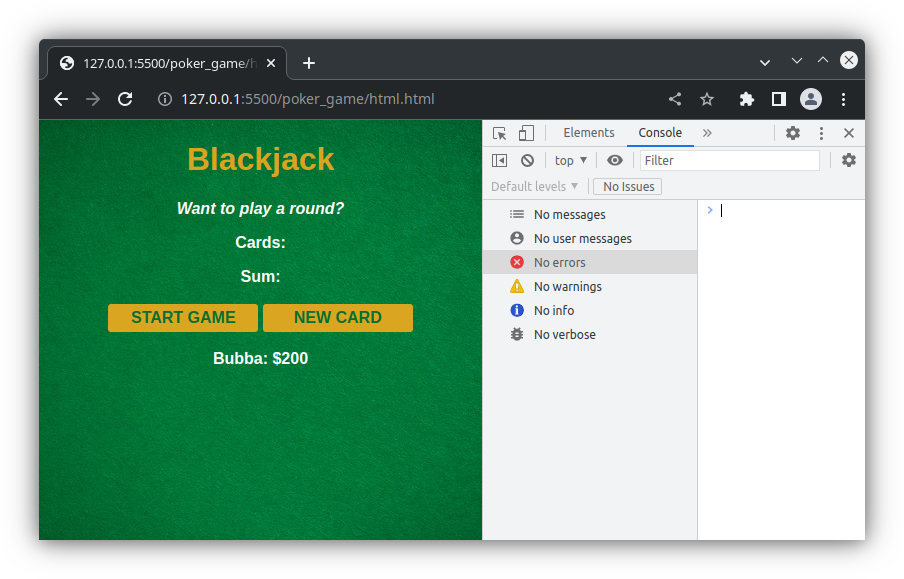 127.0.0.1:5500/poker_game/h
127.0.0.1:5500/poker_game/html.html
Blackjack
Want to play a round?
Cards:
Sum:
START GAME NEW CARD
Bubba: $200
Elements Console »
top ▼ Filter
Default levels ▼ No Issues
No messages
No user messages
No errors
No warnings
No info
No verbose
>